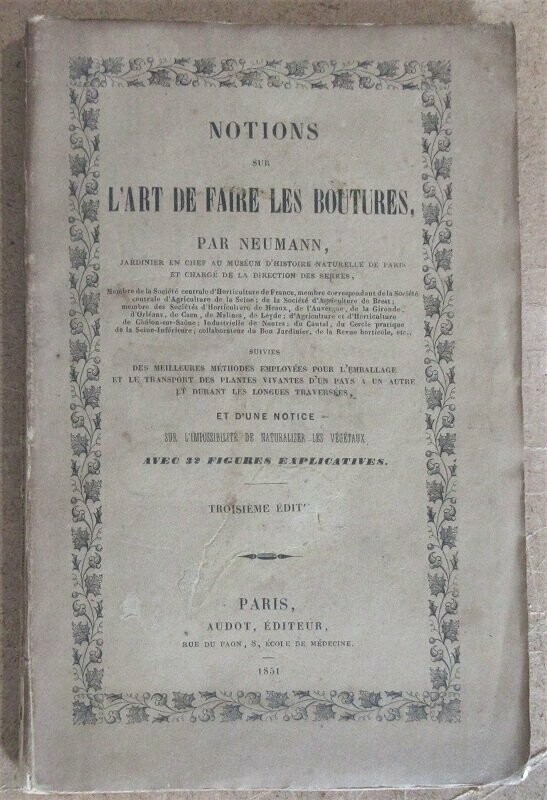 NOTIONS
SUR
L'ART DE FAIRE LES BOUTURES,
PAR NEUMANN,
JARDINIER EN CHEF AU MUSÉUM D'HISTOIRE NATURELLE DE PARIS
ET CHARGÉ DE LA DIRECTION DES SERRES,
Membre de la Société centrale d'Horticulture de France, membre correspondant de la Société
centrale d'Agriculture de la Seine; de la Société d'Agriculture de Brest;
membre des Sociétés d'Horticulture de Meaux, de l'Auvergne, de la Gironde,
d'Orléans, de Caen, de Malines, de Leyde; d'Agriculture et d'Horticulture
de Châlon-sur-Saône; Industrielle de Nantes; du Cantal, du Cercle pratique
de la Seine-Inférieure; collaborateur du Bon Jardinier, de la Revue horticole, etc.,
SUIVIES
DES MEILLEURES MÉTHODES EMPLOYÉES POUR L'EMBALLAGE
ET LE TRANSPORT DES PLANTES VIVANTES D'UN PAYS A UN AUTRE
ET DURANT LES LONGUES TRAVERSÉES,
ET D'UNE NOTICE
SUR L'IMPOSSIBILITÉ DE NATURALISER LES VÉGÉTAUX
AVEC 32 FIGURES EXPLICATIVES.
TROISIÈME ÉDIT
PARIS,
AUDOT, ÉDITEUR,
RUE DU PAON, 8, ÉCOLE DE MÉDECINE.
1851